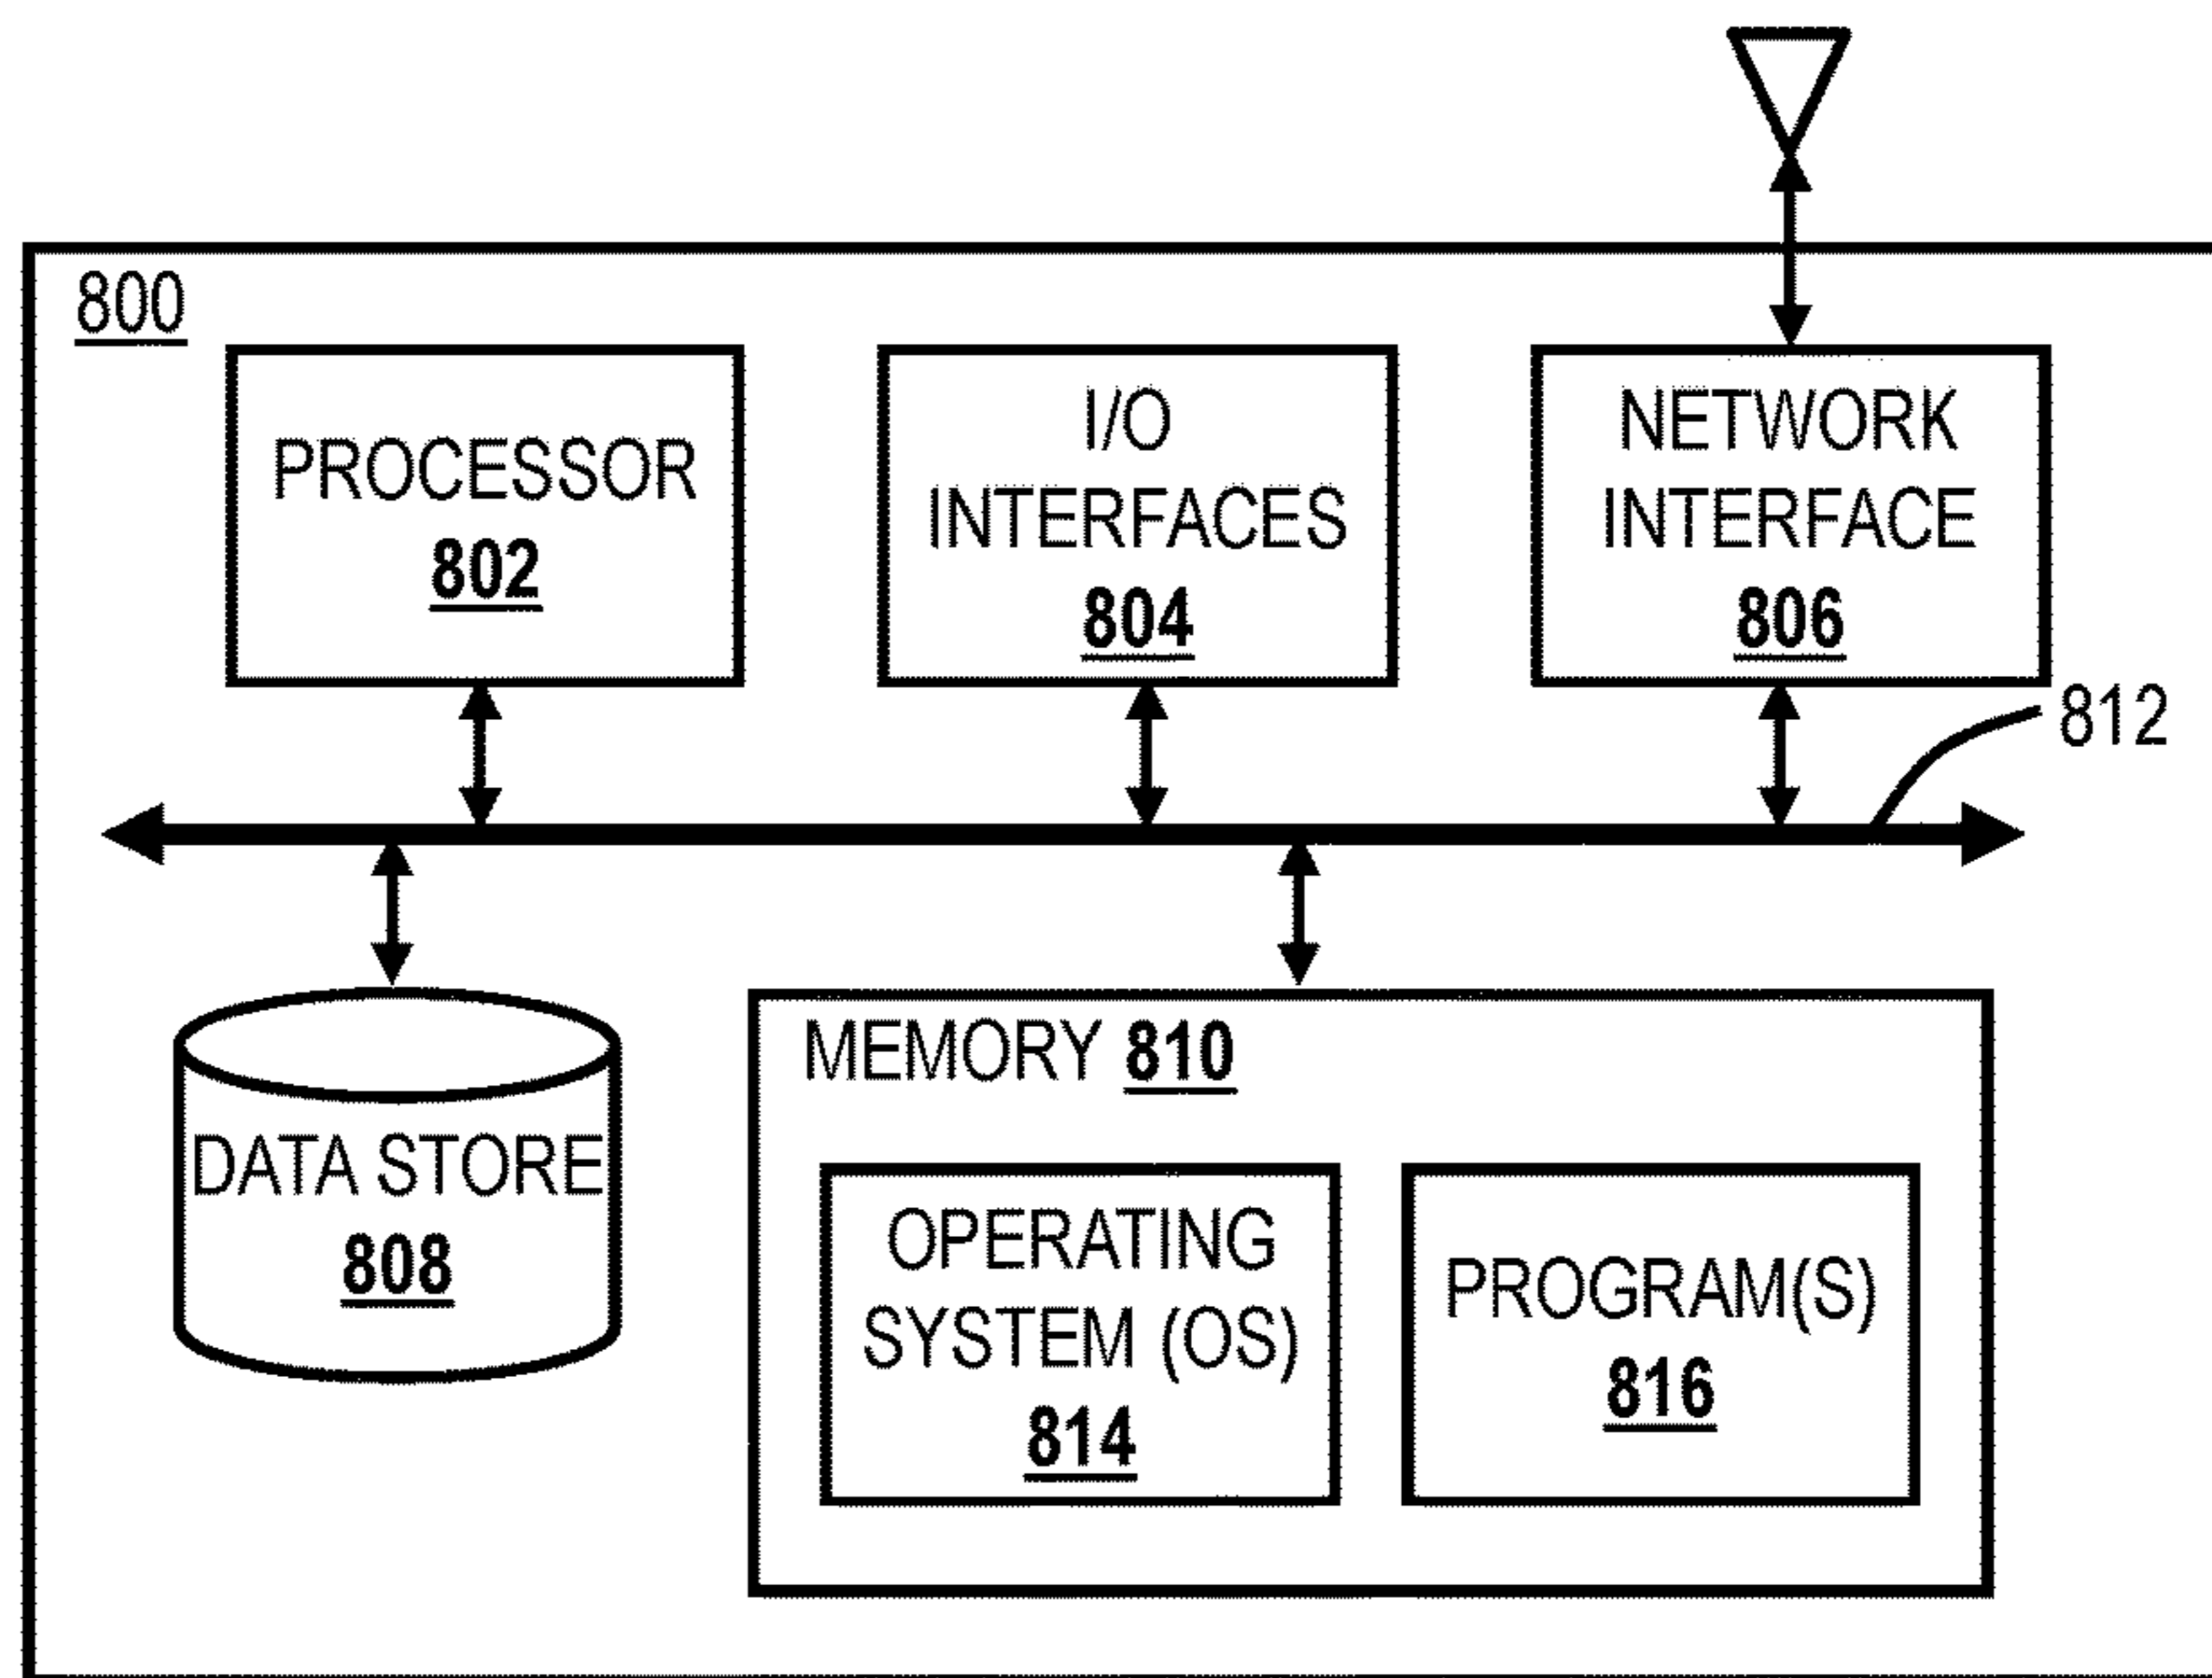 800
PROCESSOR
802
I/O
INTERFACES
804
NETWORK
INTERFACE
806
812
DATA STORE
808
MEMORY 810
OPERATING
SYSTEM (OS)
814
PROGRAM(S)
816